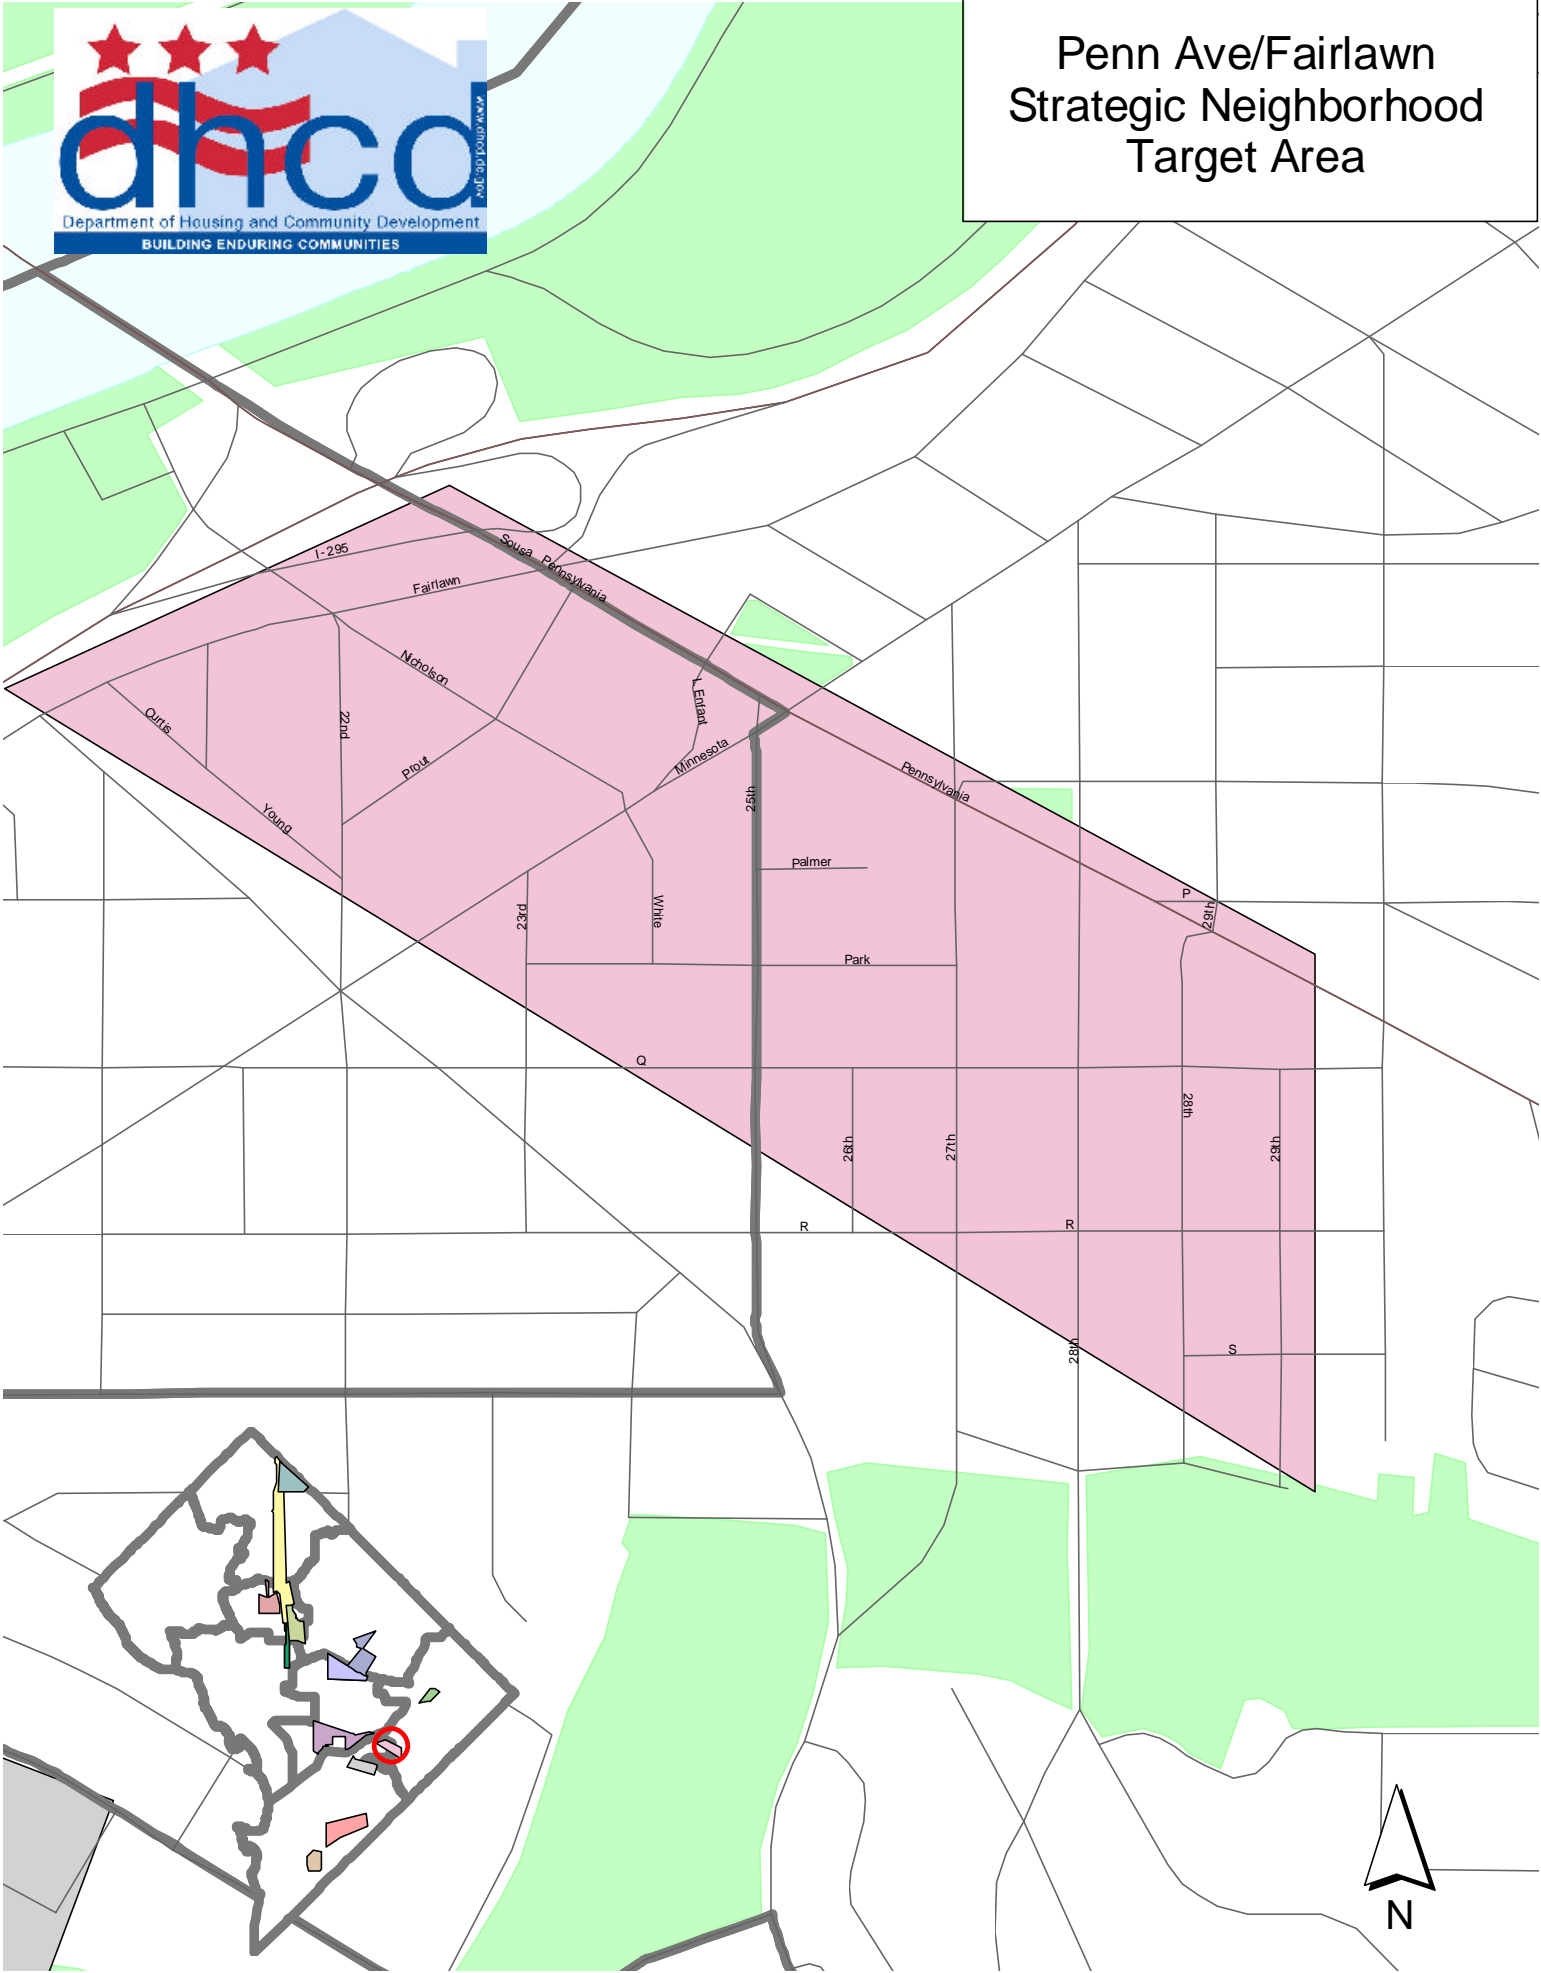 Penn Ave/Fairlawn
Strategic Neighborhood
Target Area
dhcd
www.dhcd.dc.gov
Department of Housing and Community Development
BUILDING ENDURING COMMUNITIES
I-295
Sousa
Pennsylvania
Fairlawn
Nicholson
L Enfant
Curtis
22nd
Prout
Minnesota
Pennsylvania
25th
Young
Palmer
P
29th
23rd
White
Park
Q
28th
26th
27th
29th
R
R
28th
S
N